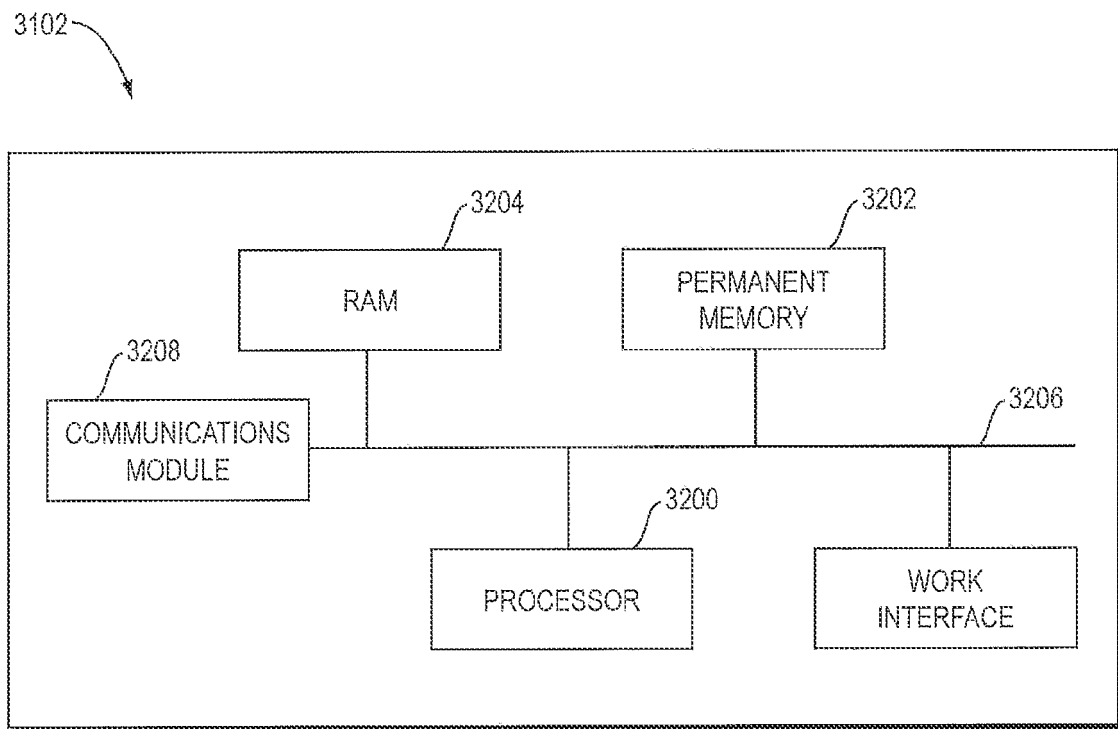 3102
3204
RAM
3202
PERMANENT
MEMORY
3208
COMMUNICATIONS
MODULE
3206
3200
PROCESSOR
WORK
INTERFACE